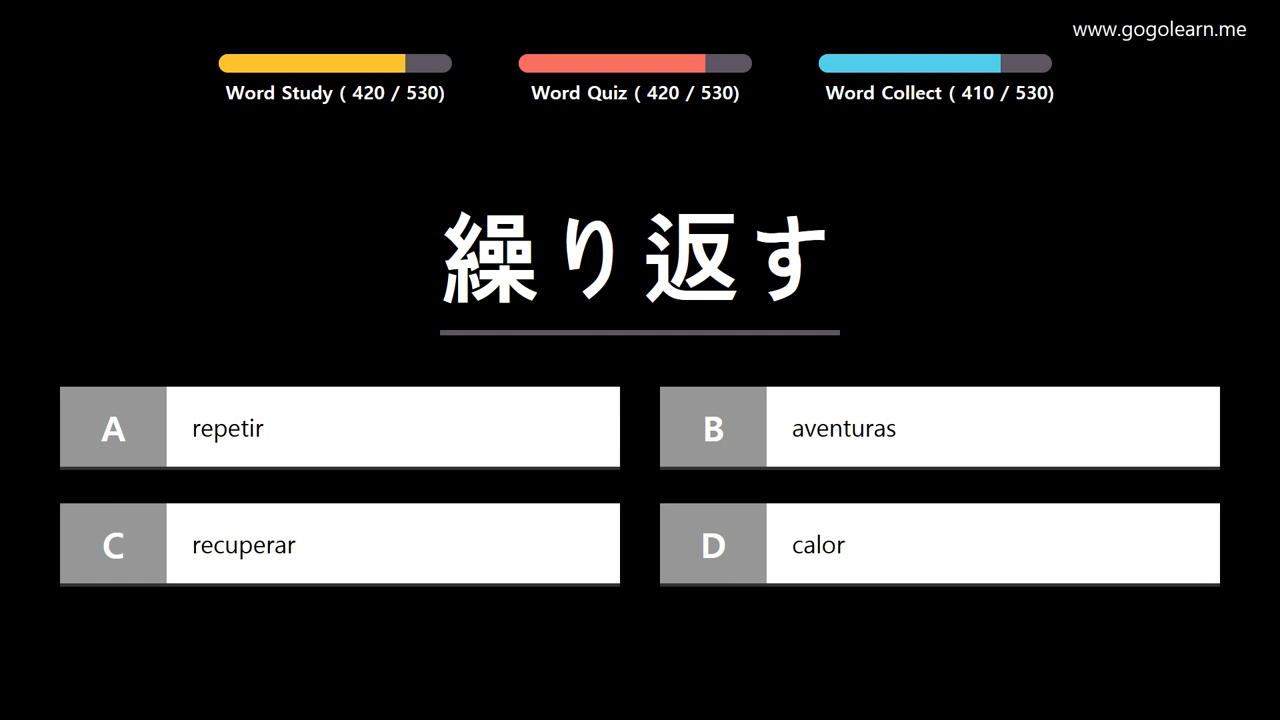 www.gogolearn.me
Word Study ( 420 / 530)
Word Quiz ( 420 / 530)
Word Collect ( 410 / 530)
繰り返す
A repetir
B aventuras
C recuperar
D calor